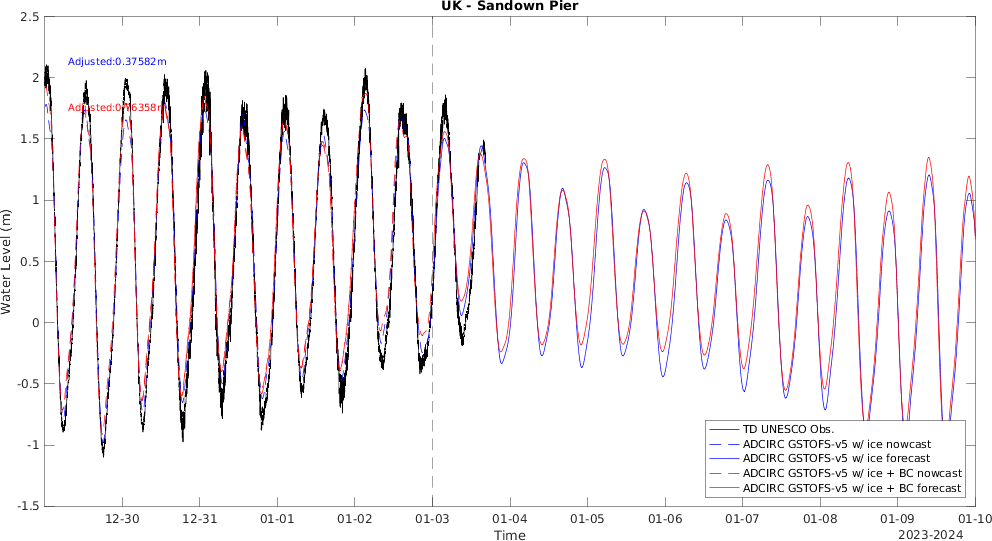 UK - Sandown Pier
2.5
2
1.5
1
0.5
0
-0.5
-1
-1.5
Water Level (m)
Adjusted:0.37582m
Adjusted:0.16358m
TD UNESCO Obs.
ADCIRC GSTOFS-v5 w/ ice nowcast
ADCIRC GSTOFS-v5 w/ ice forecast
ADCIRC GSTOFS-v5 w/ ice + BC nowcast
ADCIRC GSTOFS-v5 w/ ice + BC forecast
12-30 12-31 01-01 01-02 01-03 01-04 01-05 01-06 01-07 01-08 01-09 01-10
Time
2023-2024